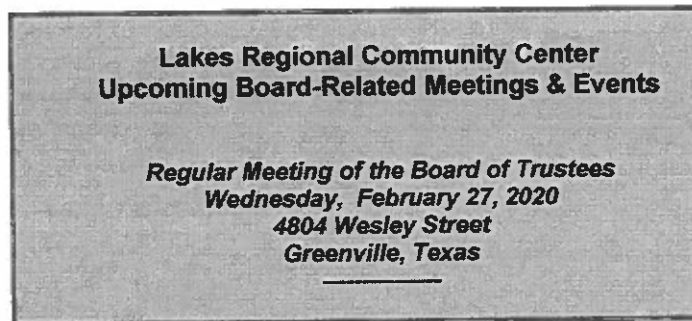 Lakes Regional Community Center
Upcoming Board-Related Meetings & Events
Regular Meeting of the Board of Trustees
Wednesday, February 27, 2020
4804 Wesley Street
Greenville, Texas